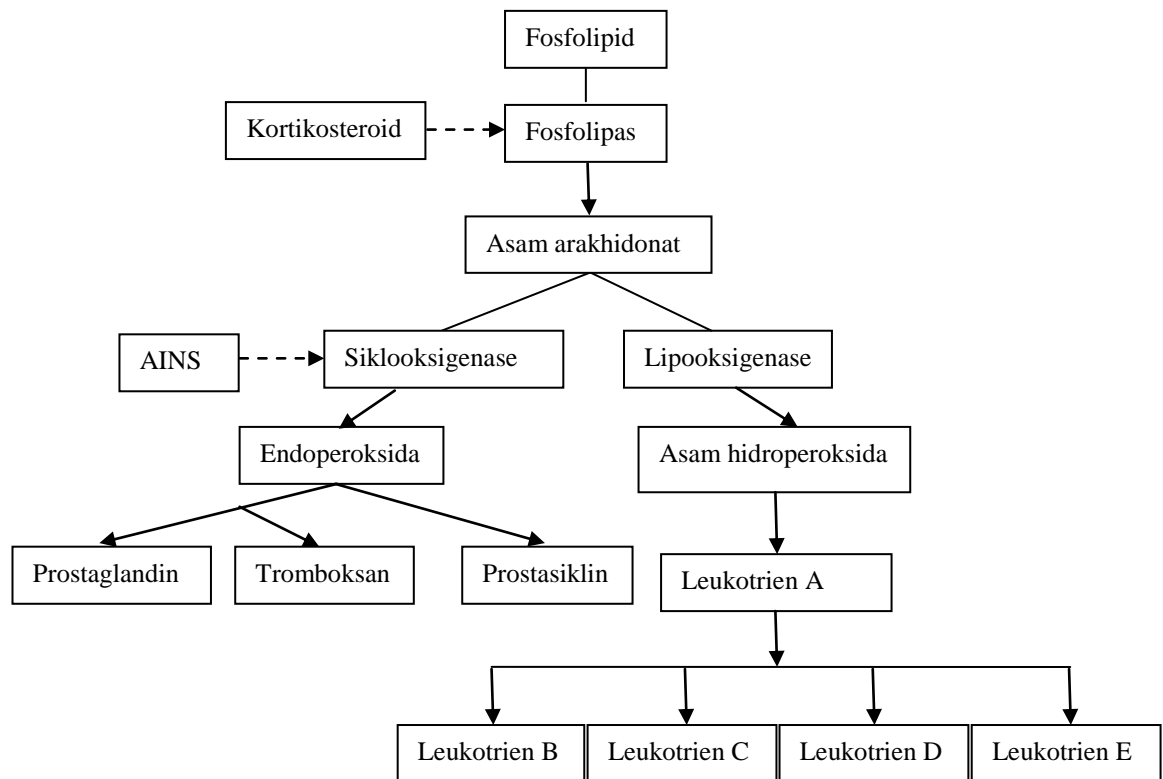 Fosfolipid
Kortikosteroid
Fosfolipas
Asam arakhidonat
AINS
Siklooksigenase
Lipooksigenase
Endoperoksida
Asam hidroperoksida
Prostaglandin
Tromboksan
Prostasiklin
Leukotrien A
Leukotrien B
Leukotrien C
Leukotrien D
Leukotrien E